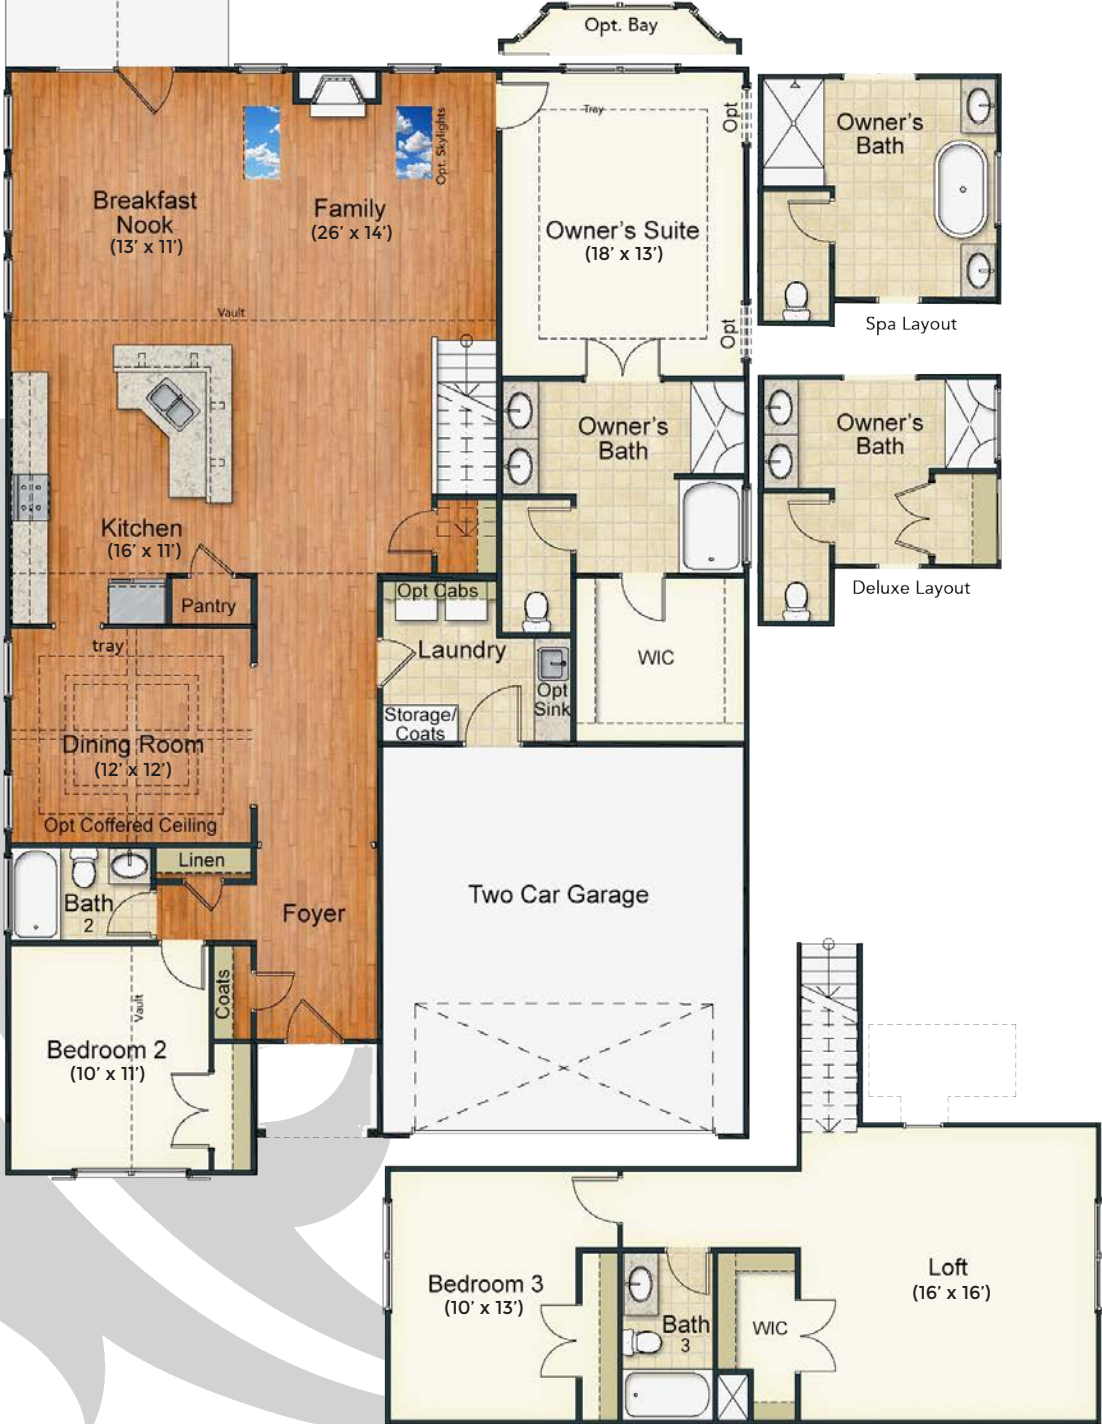 Opt. Bay
Breakfast
Nook
(13' x 11')
Family
(26' x 14')
Opt. Skylights
Vault
Tray
Opt
Owner's Suite
(18' x 13')
Opt
Owner's
Bath
Spa Layout
Kitchen
(16' x 11')
Pantry
Owner's
Bath
Owner's
Bath
Deluxe Layout
Opt Cabs
Laundry
Opt
Sink
Storage/
Coats
WIC
tray
Dining Room
(12' x 12')
Opt Coffered Ceiling
Linen
Bath
2
Foyer
Two Car Garage
Coats
Vault
Bedroom 2
(10' x 11')
Bedroom 3
(10' x 13')
Bath
3
WIC
Loft
(16' x 16')